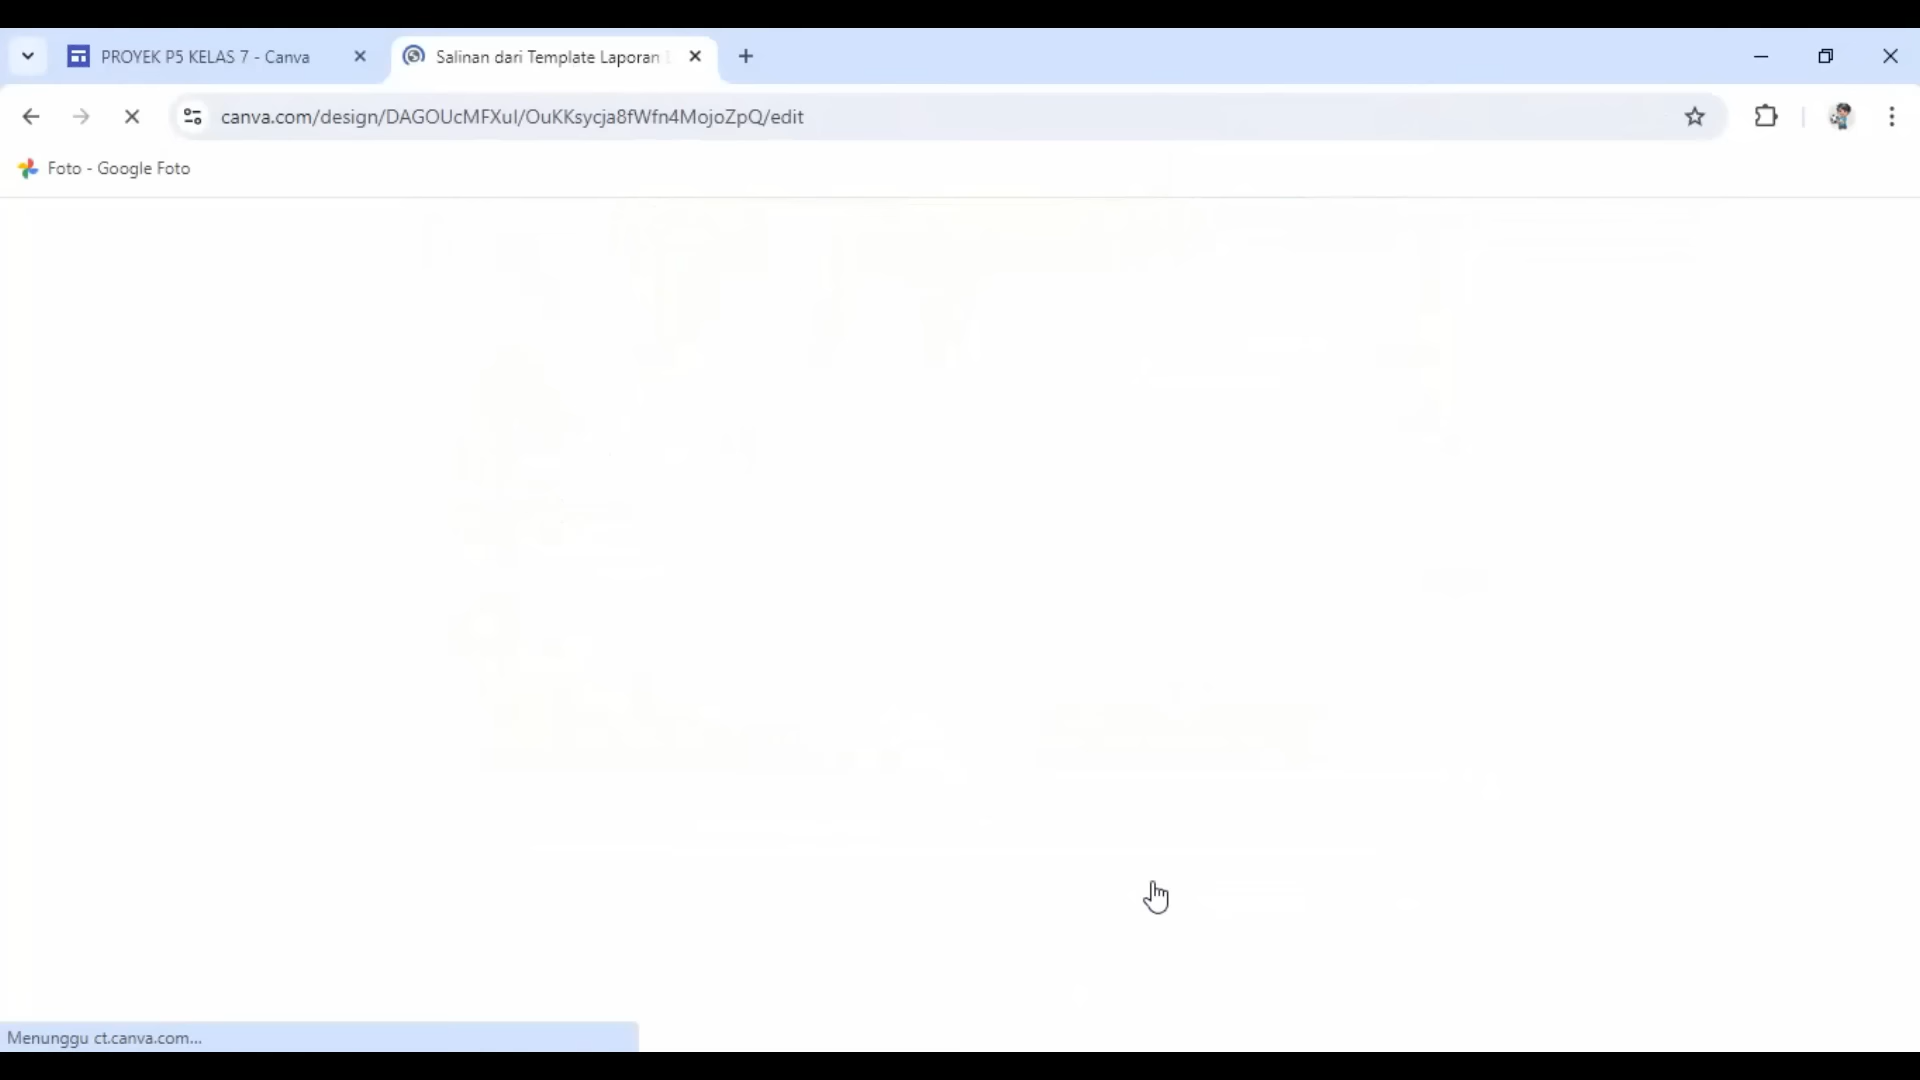 PROYEK P5 KELAS 7 - Canva
Salinan dari Template Laporan
canva.com/design/DAGOUcMFXuI/OuKKsycja8fWfn4MojoZpQ/edit
Foto - Google Foto
Menunggu ct.canva.com...